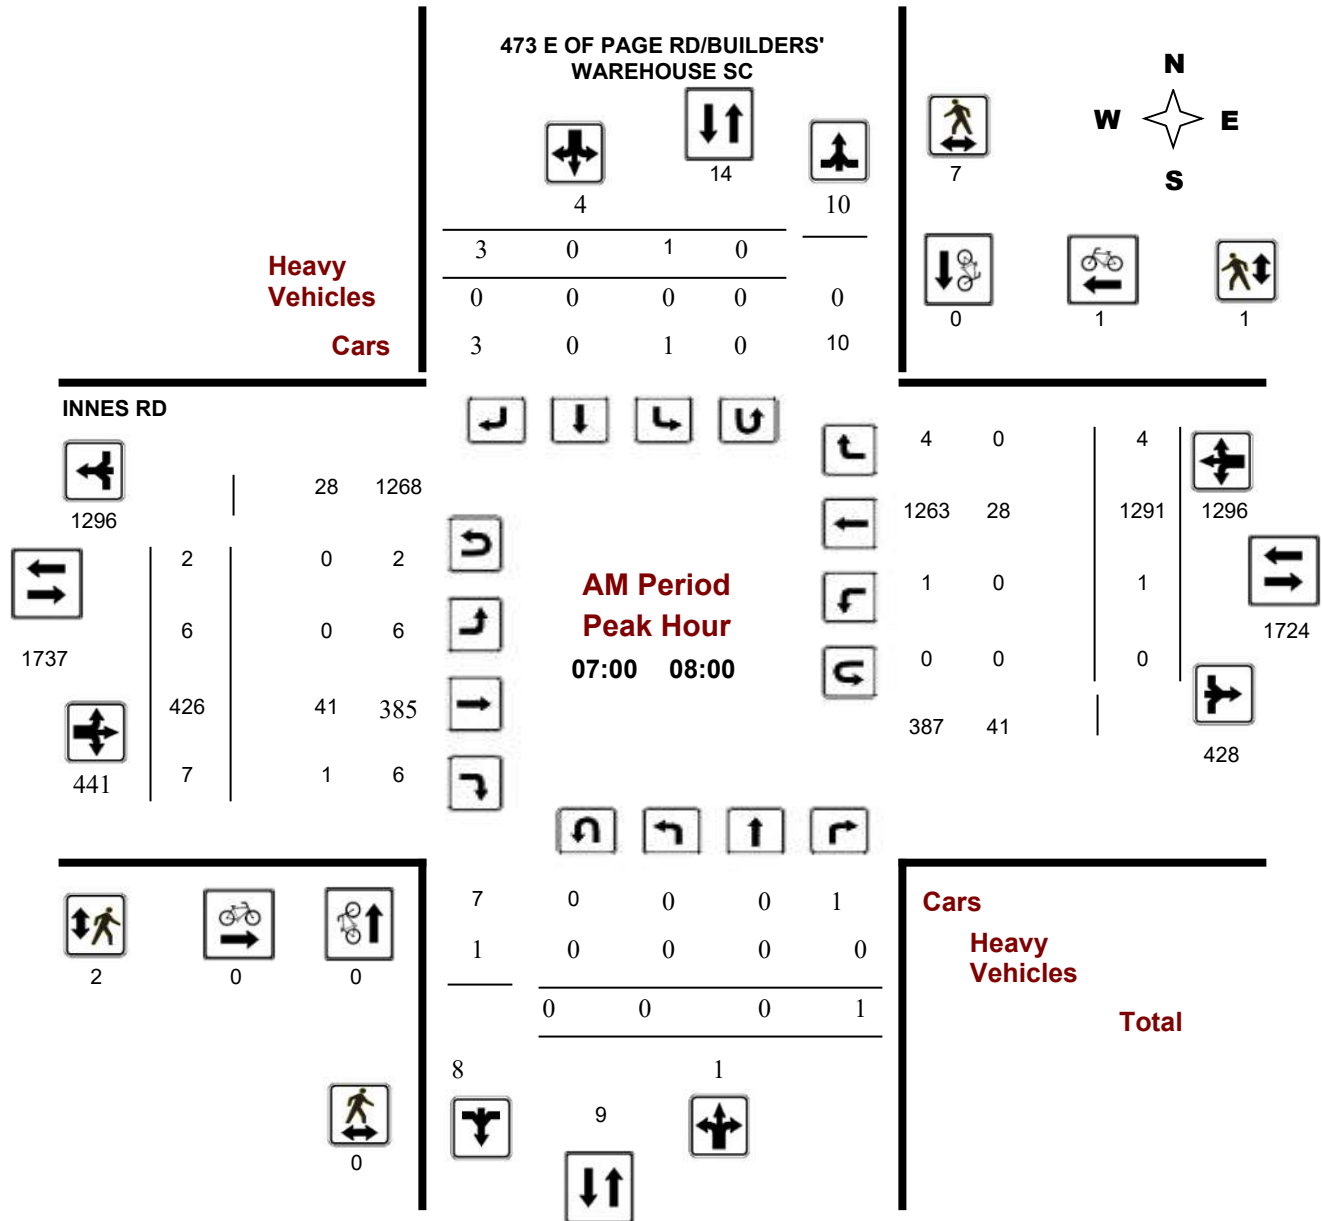 473 E OF PAGE RD/BUILDERS'
WAREHOUSE SC
N
W E
S
14
7
4 10
3 0 1 0
Heavy
Vehicles
0 0 0 0 0
0 1 1
Cars
3 0 1 0 10
INNES RD
4 0 4
28 1268
1296
1263 28 1291 1296
2 0 2
AM Period
1 0 1
6 0 6
Peak Hour
1724
1737
07:00 08:00
0 0 0
426 41 385
387 41
428
441
7 1 6
7 0 0 0 1
Cars
1 0 0 0 0
Heavy
Vehicles
2 0 0
0 0 0 1
Total
8 1
9
0